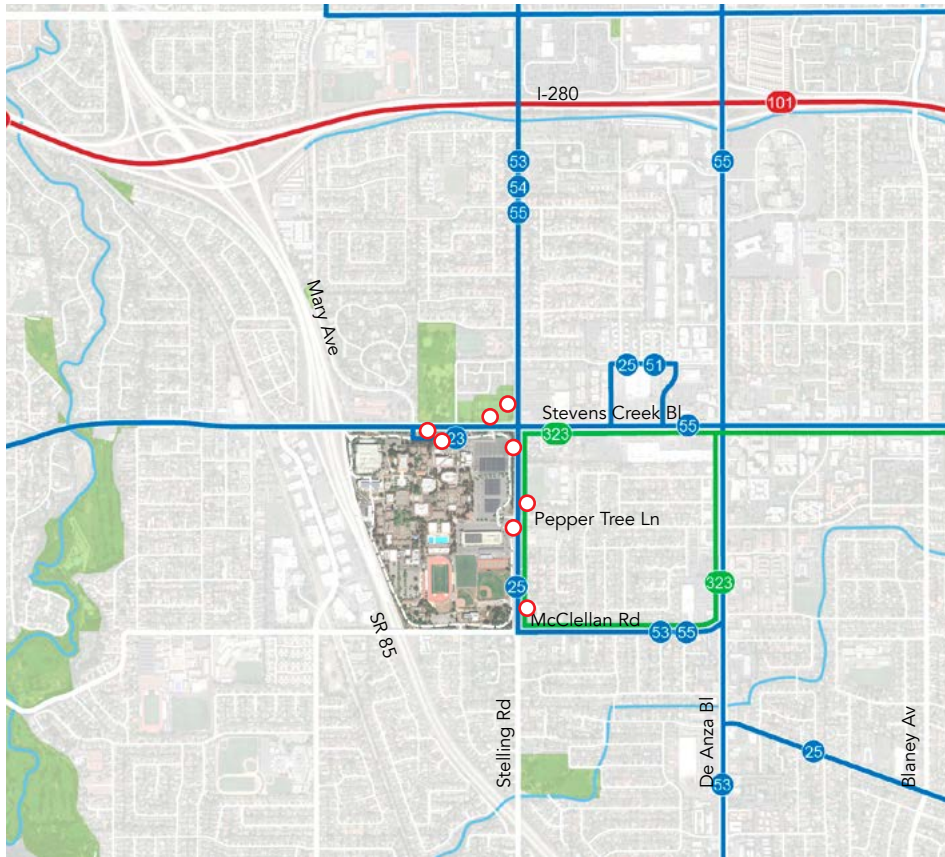 I-280
101
53
55
54
55
Mary Ave
25
51
Stevens Creek Bl
55
323
23
Pepper Tree Ln
25
323
McClellan Rd
53
55
SR 85
Stelling Rd
De Anza Bl
Blaney Av
25
53